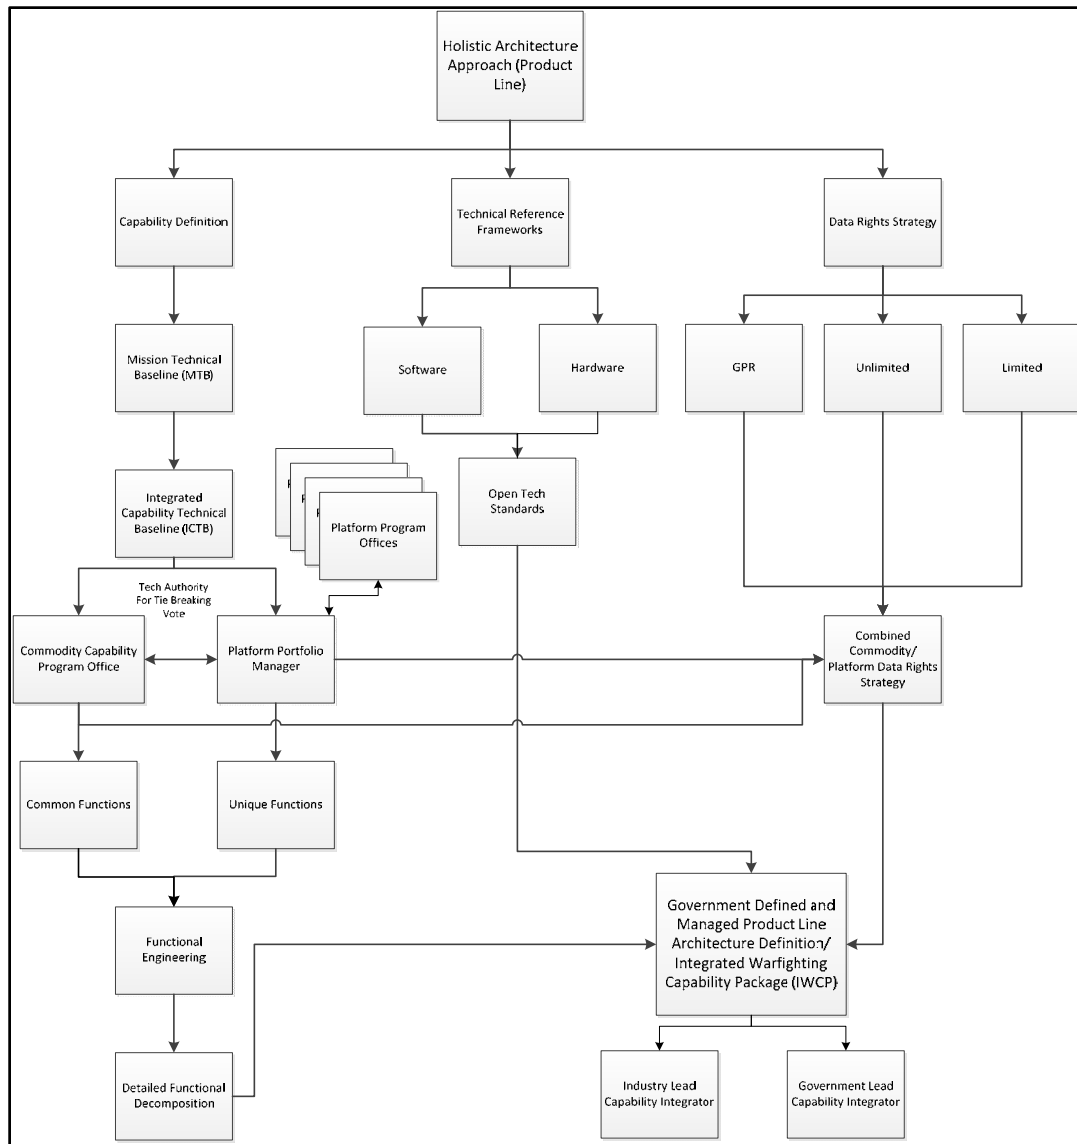 Holistic Architecture
Approach (Product
Line)
Capability Definition
Technical Reference
Frameworks
Data Rights Strategy
Mission Technical
Baseline (MTB)
Software
Hardware
GPR
Unlimited
Limited
Integrated
Capability Technical
Baseline (ICTB)
Platform Program
Offices
Open Tech
Standards
Tech Authority
For Tie Breaking
Vote
Commodity Capability
Program Office
Platform Portfolio
Manager
Combined
Commodity/
Platform Data Rights
Strategy
Common Functions
Unique Functions
Functional
Engineering
Government Defined and
Managed Product Line
Architecture Definition/
Integrated Warfighting
Capability Package (IWCP)
Detailed Functional
Decomposition
Industry Lead
Capability Integrator
Government Lead
Capability Integrator